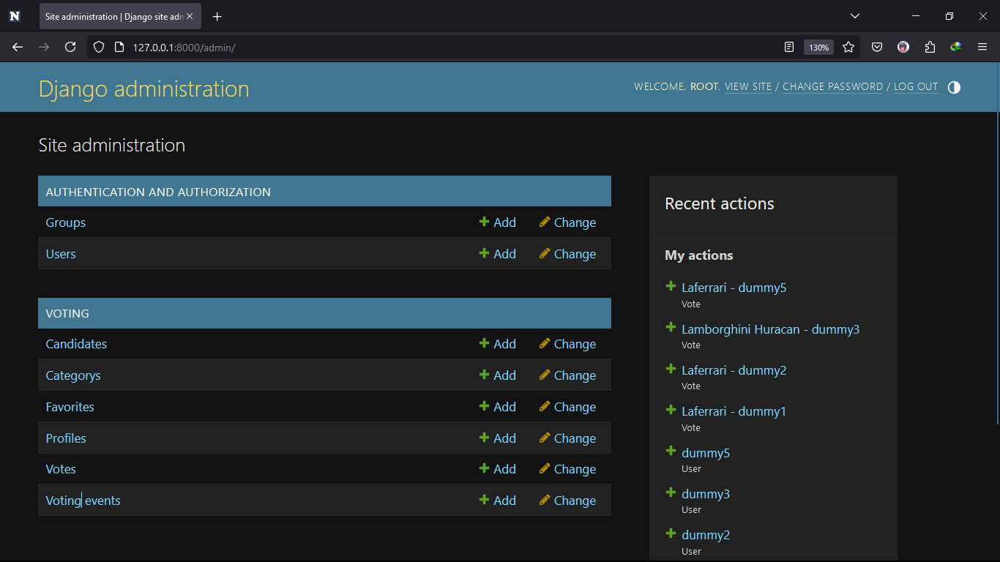 N
Site administration | Django site adn
127.0.0.1:8000/admin/
130%
Django administration
WELCOME, ROOT. VIEW SITE / CHANGE PASSWORD / LOG OUT
Site administration
AUTHENTICATION AND AUTHORIZATION
Groups Add Change
Users Add Change
VOTING
Candidates Add Change
Categorys Add Change
Favorites Add Change
Profiles Add Change
Votes Add Change
Voting events Add Change
Recent actions
My actions
Laferrari - dummy5
Vote
Lamborghini Huracan - dummy3
Vote
Laferrari - dummy2
Vote
Laferrari - dummy1
Vote
dummy5
User
dummy3
User
dummy2
User